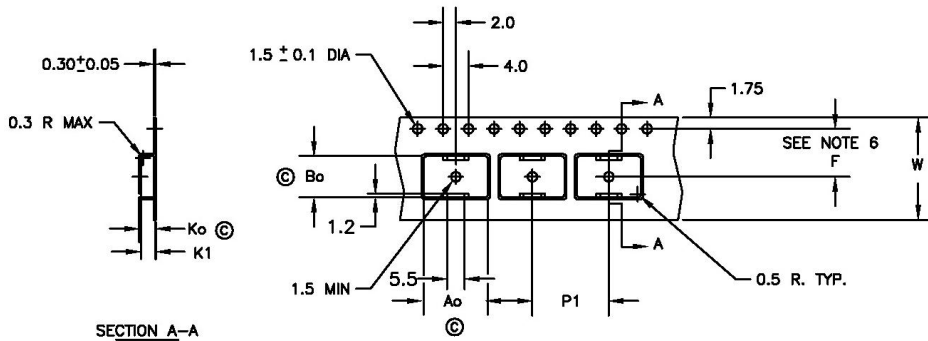 2.0
1.5 ± 0.1 DIA
0.30±0.05
4.0
A
1.75
0.3 R MAX
SEE NOTE 6
F
W
Ⓒ Bo
1.2
Ko Ⓒ
K1
A
1.5 MIN
5.5
Ao
Ⓒ
P1
0.5 R. TYP.
SECTION A-A